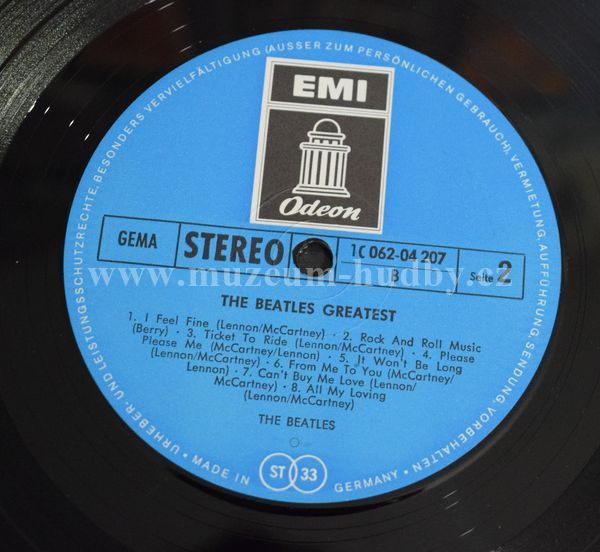 URHEBER- UND LEISTUNGSSCHUTZRECHTE, BESONDERS VERVIELFÄLTIGUNG (AUSSER ZUM PERSÖNLICHEN GEBRAUCH), VERMIETUNG, AUFFÜHRUNG, SENDUNG, VORBEHALTEN
EMI
Odeon
GEMA
STEREO
1C 062-04 207
B
Seite 2
www.muzeum-hudby.cz
THE BEATLES GREATEST
1. I Feel Fine (Lennon/McCartney) · 2. Rock And Roll Music
(Berry) · 3. Ticket To Ride (Lennon/McCartney) · 4. Please
Please Me (McCartney/Lennon) · 5. Jt Won't Be Long
(Lennon/McCartney) · 6. From Me To You (McCartney/
Lennon) · 7. Can't Buy Me Love (Lennon/
McCartney) · 8. All My Loving
(Lennon/McCartney)
THE BEATLES
· MADE IN
ST 33
GERMANY ·